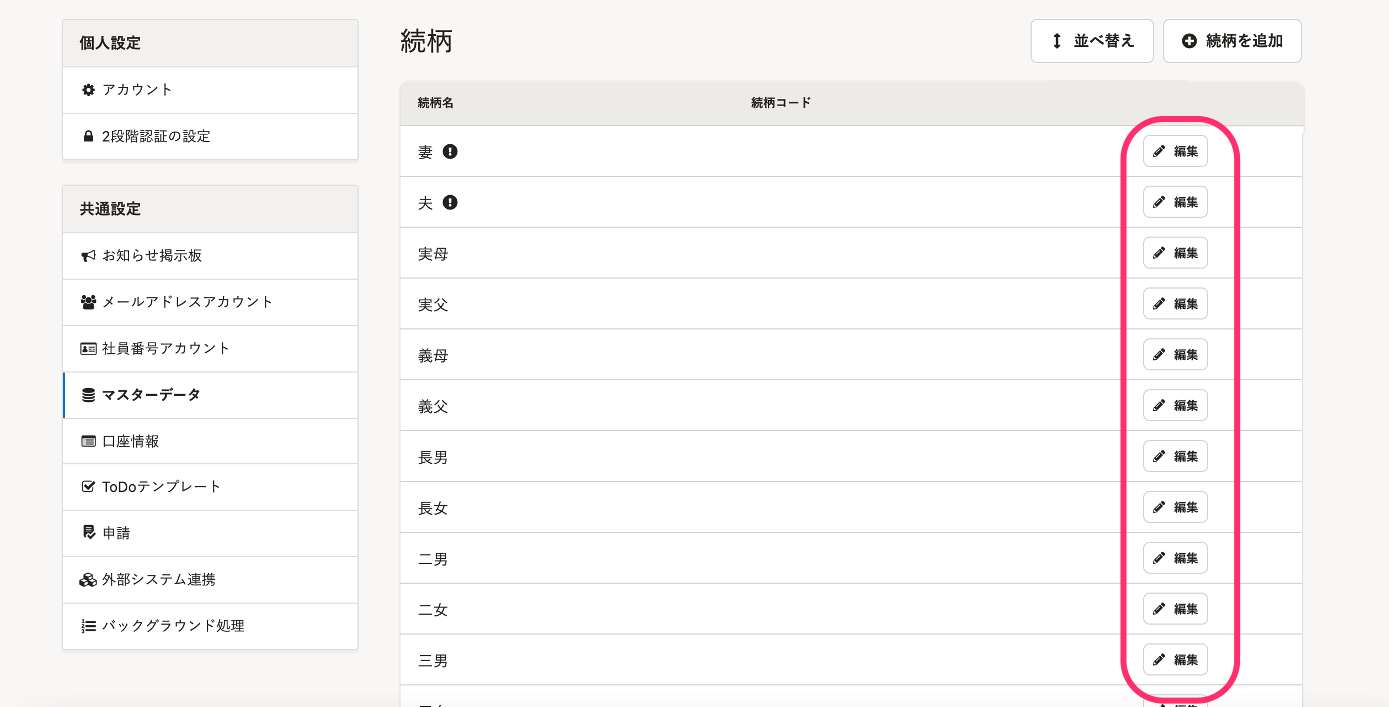 個人設定
アカウント
2段階認証の設定
共通設定
お知らせ掲示板
メールアドレスアカウント
社員番号アカウント
マスターデータ
口座情報
ToDoテンプレート
申請
外部システム連携
バックグラウンド処理
続柄
並べ替え 続柄を追加
続柄名 続柄コード
妻 編集
夫 編集
実母 編集
実父 編集
義母 編集
義父 編集
長男 編集
長女 編集
二男 編集
二女 編集
三男 編集